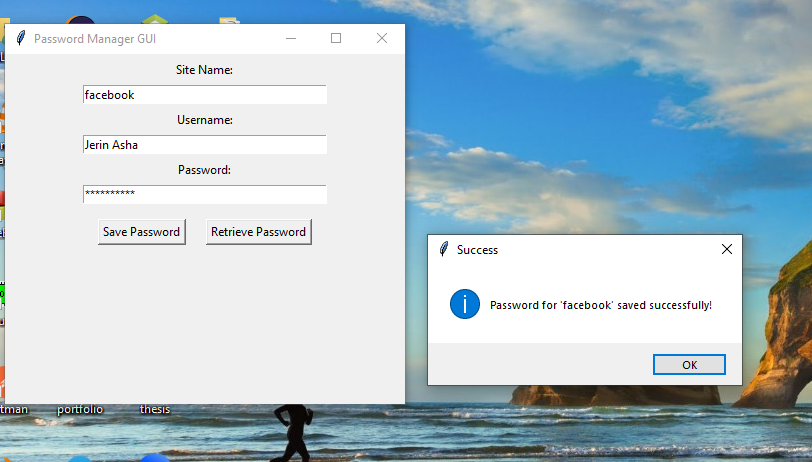 Password Manager GUI
Site Name:
facebook
Username:
Jerin Asha
Password:
**********
Save Password
Retrieve Password
Success
Password for 'facebook' saved successfully!
OK
tman
portfolio
thesis